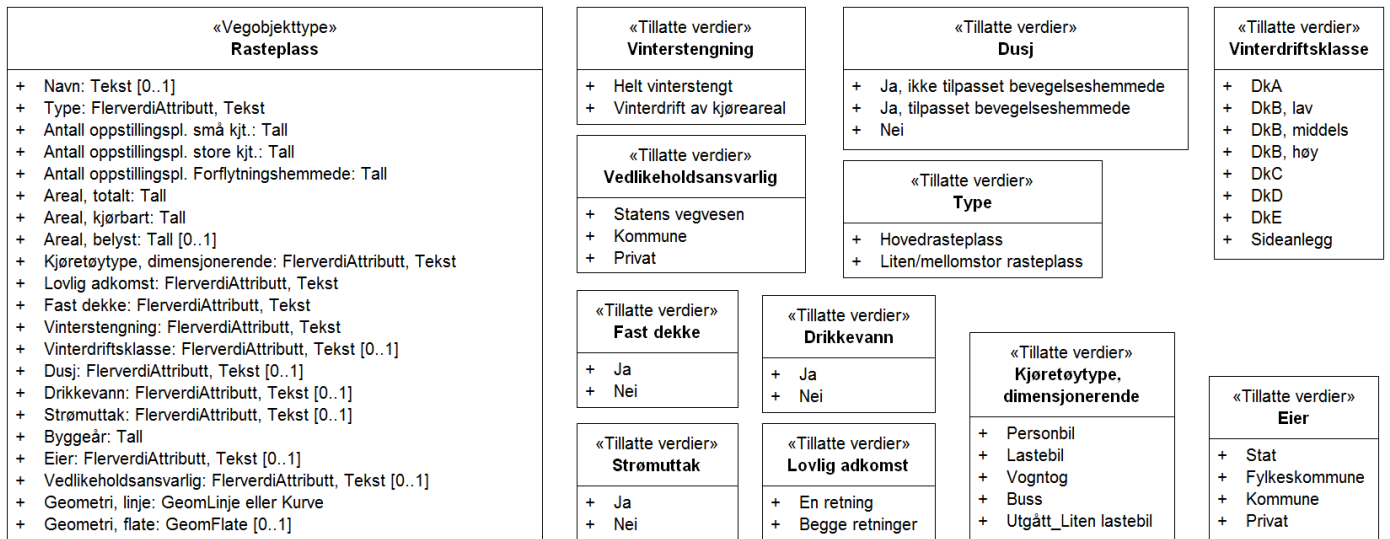 «Vegobjekttype»
Rasteplass
+ Navn: Tekst [0..1]
+ Type: FlerverdiAttributt, Tekst
+ Antall oppstillingspl. små kjt.: Tall
+ Antall oppstillingspl. store kjt.: Tall
+ Antall oppstillingspl. Forflytningshemmede: Tall
+ Areal, totalt: Tall
+ Areal, kjørbart: Tall
+ Areal, belyst: Tall [0..1]
+ Kjøretøytype, dimensjonerende: FlerverdiAttributt, Tekst
+ Lovlig adkomst: FlerverdiAttributt, Tekst
+ Fast dekke: FlerverdiAttributt, Tekst
+ Vinterstengning: FlerverdiAttributt, Tekst
+ Vinterdriftsklasse: FlerverdiAttributt, Tekst [0..1]
+ Dusj: FlerverdiAttributt, Tekst [0..1]
+ Drikkevann: FlerverdiAttributt, Tekst [0..1]
+ Strømuttak: FlerverdiAttributt, Tekst [0..1]
+ Byggeår: Tall
+ Eier: FlerverdiAttributt, Tekst [0..1]
+ Vedlikeholdsansvarlig: FlerverdiAttributt, Tekst [0..1]
+ Geometri, linje: GeomLinje eller Kurve
+ Geometri, flate: GeomFlate [0..1]
«Tillatte verdier»
Vinterstengning
+ Helt vinterstengt
+ Vinterdrift av kjøreareal
«Tillatte verdier»
Vedlikeholdsansvarlig
+ Statens vegvesen
+ Kommune
+ Privat
«Tillatte verdier»
Dusj
+ Ja, ikke tilpasset bevegelseshemmede
+ Ja, tilpasset bevegelseshemmede
+ Nei
«Tillatte verdier»
Type
+ Hovedrasteplass
+ Liten/mellomstor rasteplass
«Tillatte verdier»
Vinterdriftsklasse
+ DkA
+ DkB, lav
+ DkB, middels
+ DkB, høy
+ DkC
+ DkD
+ DkE
+ Sideanlegg
«Tillatte verdier»
Fast dekke
+ Ja
+ Nei
«Tillatte verdier»
Drikkevann
+ Ja
+ Nei
«Tillatte verdier»
Strømuttak
+ Ja
+ Nei
«Tillatte verdier»
Lovlig adkomst
+ En retning
+ Begge retninger
«Tillatte verdier»
Kjøretøytype,
dimensjonerende
+ Personbil
+ Lastebil
+ Vogntog
+ Buss
+ Utgått_Liten lastebil
«Tillatte verdier»
Eier
+ Stat
+ Fylkeskommune
+ Kommune
+ Privat